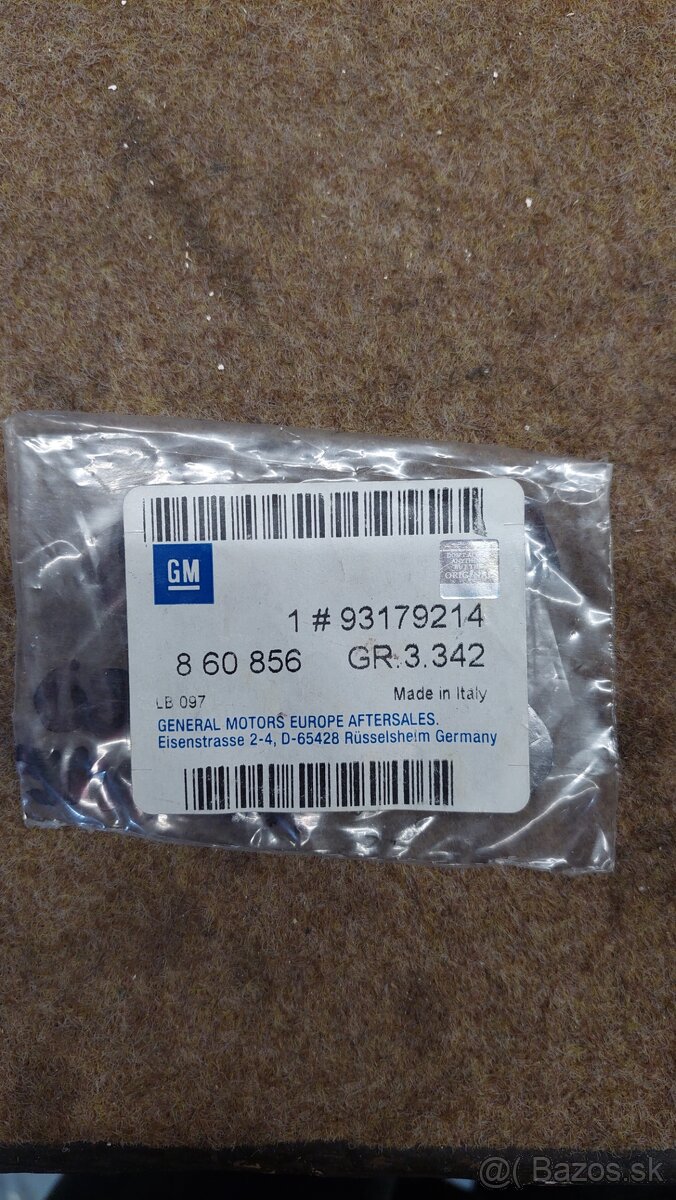 GM
ORIGINAL
1 # 93179214
8 60 856 GR.3.342
LB 097 Made in Italy
GENERAL MOTORS EUROPE AFTERSALES.
Eisenstrasse 2-4, D-65428 Rüsselsheim Germany
@( Bazos.sk